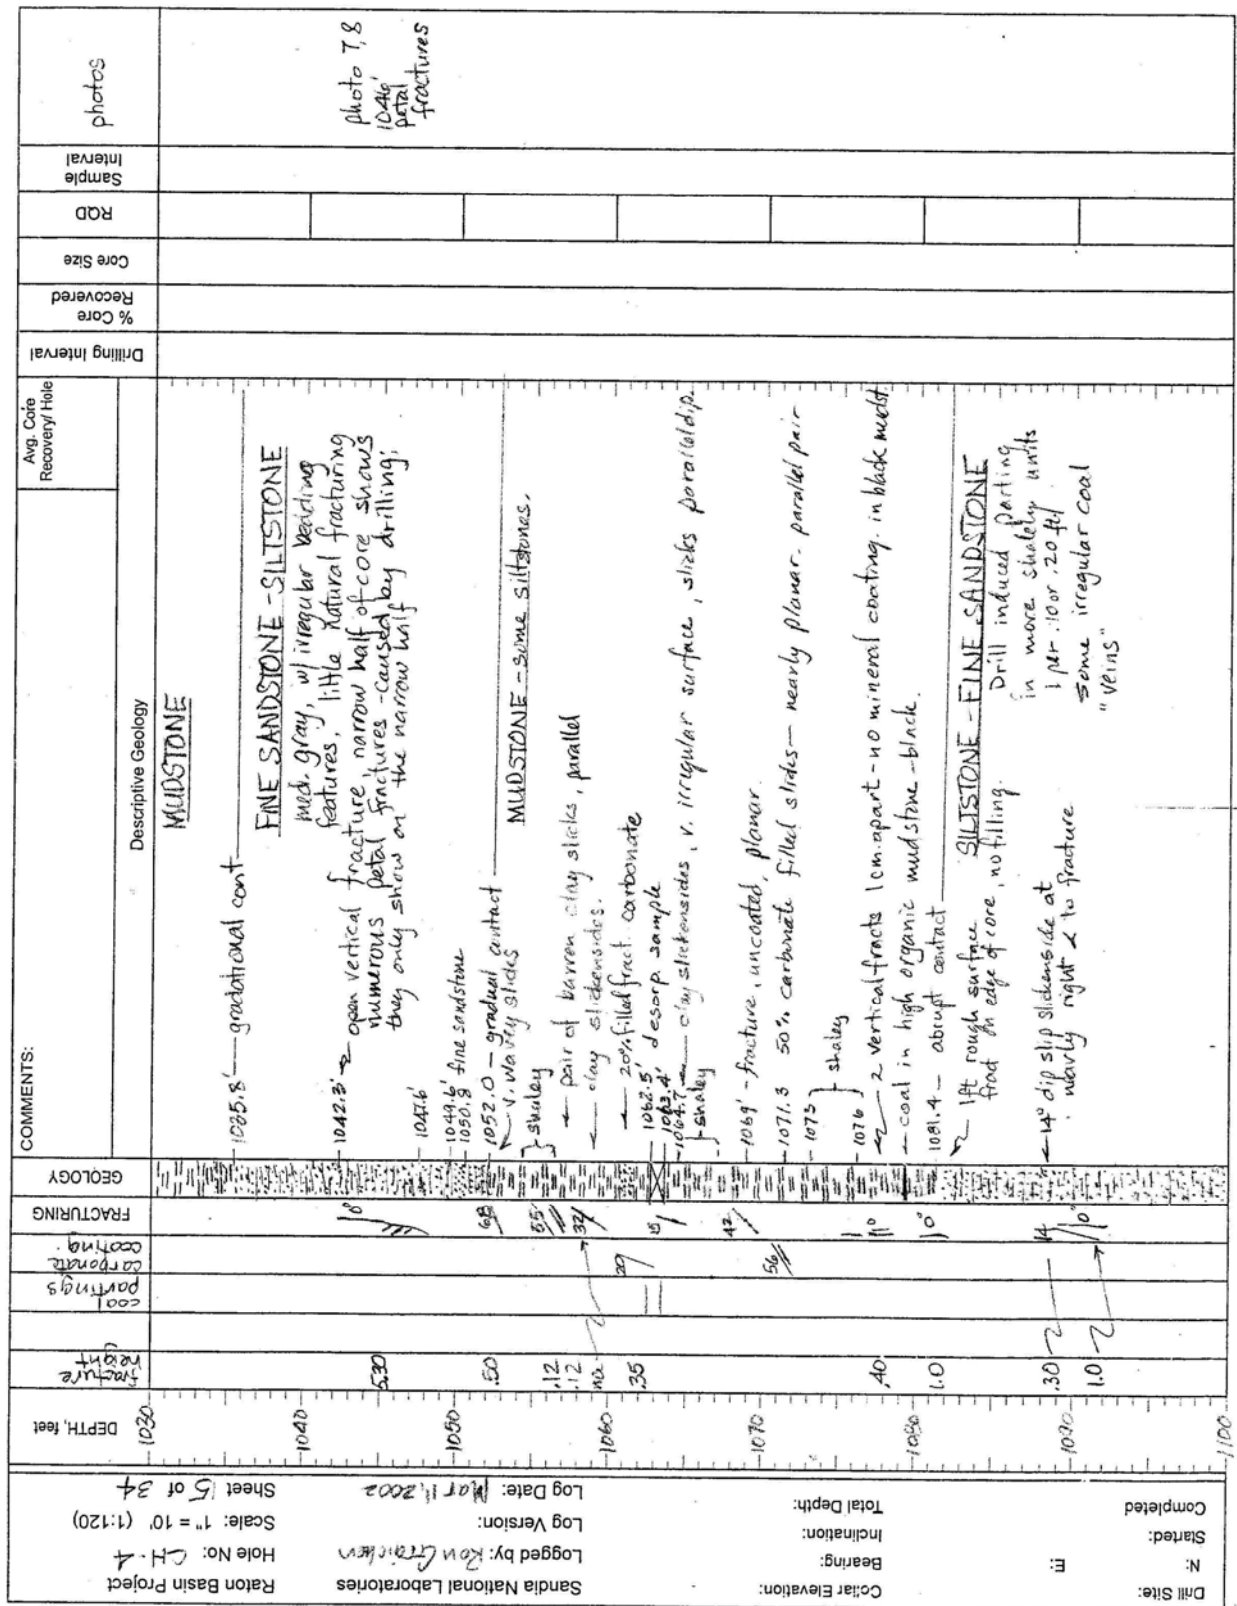 Drill Site:
N:
E:
Started:
Completed
Collar Elevation:
Bearing:
Inclination:
Total Depth:
Sandia National Laboratories
Logged by: Ron
Log Version:
Log Date: Mar 11, 2002
Raton Basin Project
Hole No: CH-4
Scale: 1" = 10' (1:120)
Sheet 15 of 34
DEPTH, feet
fracture height
coal partings
carbonate coating
FRACTURING
GEOLOGY
COMMENTS:
Descriptive Geology
Avg. Core Recovery/ Hole
Drilling Interval
% Core Recovered
Core Size
RQD
Sample Interval
photos
1030
1040
1050
1060
1070
1080
1090
1100
5.30
.50
.12
.12
.35
.40
1.0
.30
1.0
20
56
0°
68
55
32
15
42
11°
0°
14
0°
MUDSTONE
1035.8' — gradational cont
FINE SANDSTONE - SILTSTONE
med. gray, w/ irregular bedding
features, little natural fracturing
1042.3' open vertical fracture, narrow half of core shows
numerous petal fractures - caused by drilling;
they only show on the narrow half
photo 7,8
1046'
petal
fractures
1047.6'
1049.6'
1050.8 fine sandstone
1052.0 — gradual contact
v. wavey slides
MUDSTONE - some siltstones.
} shaley
pair of barren clay slicks, parallel
clay slickensides.
20% filled fract carbonate
1062.5'
1063.4' desorp. sample
1064.7 clay slickensides, v. irregular surface, slicks parallel dip.
} shaley
1069' - fracture, uncoated, planar.
1071.3 50% carbonate filled slides — nearly planar. parallel pair
1073
} shaley
1076
2 vertical fracts 1cm. apart - no mineral coating. in black mudst.
coal in high organic mudstone - black.
1081.4 — abrupt contact
SILTSTONE - FINE SANDSTONE
1ft rough surface
fract on edge of core, no filling.
Drill induced parting
in more shaley units
1 per .10 or .20 ft/
some irregular coal
"veins"
14° dip slip slickenside at
nearly right ∠ to fracture